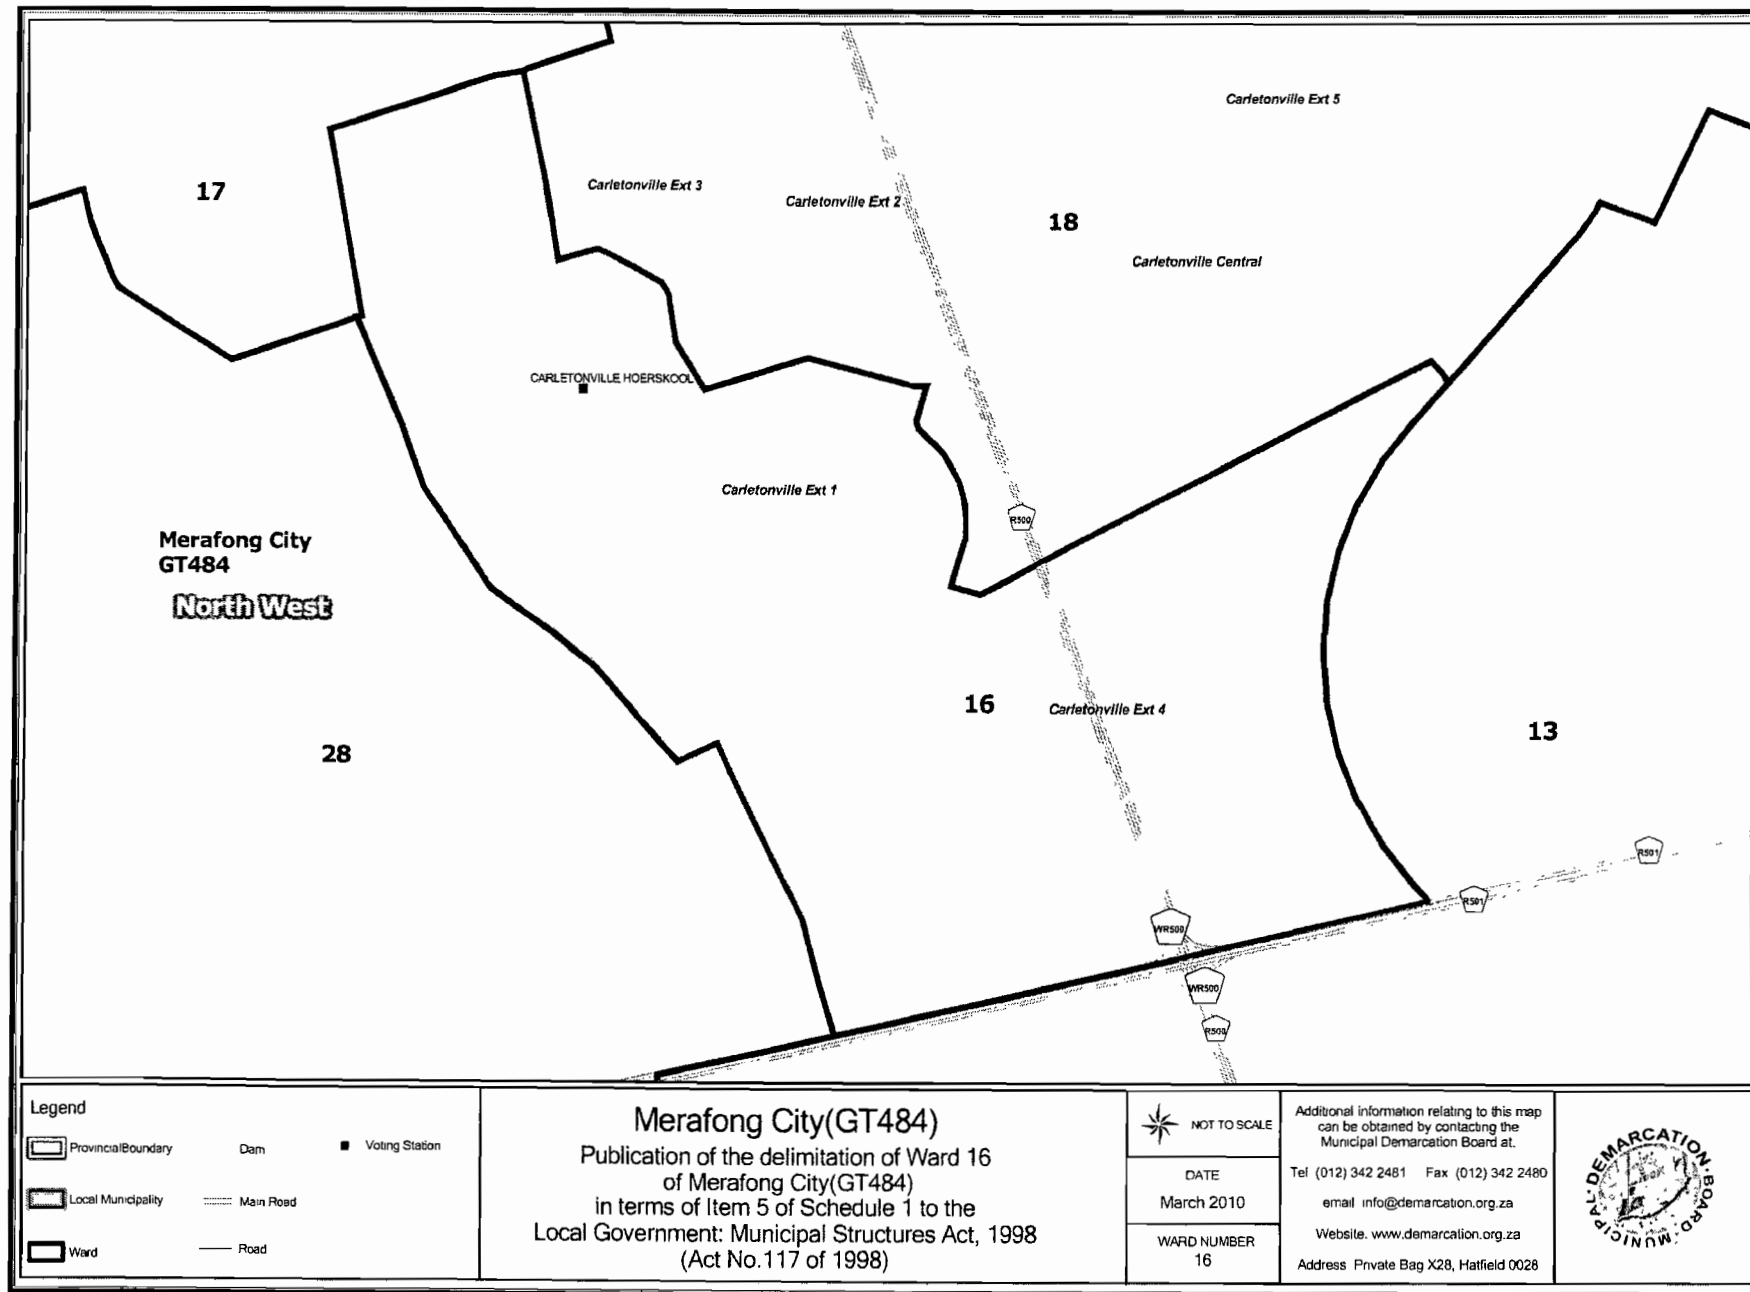 Carletonville Ext 5
17
Carletonville Ext 3
Carletonville Ext 2
18
Carletonville Central
CARLETONVILLE HOERSKOOL
Carletonville Ext 1
R500
Merafong City
GT484
North West
16
Carletonville Ext 4
13
28
R501
R501
WR500
WR500
R500
Legend
ProvincialBoundary
Dam
Voting Station
Local Municipality
Main Road
Ward
Road
Merafong City(GT484)
Publication of the delimitation of Ward 16
of Merafong City(GT484)
in terms of Item 5 of Schedule 1 to the
Local Government: Municipal Structures Act, 1998
(Act No.117 of 1998)
NOT TO SCALE
DATE
March 2010
WARD NUMBER
16
Additional information relating to this map
can be obtained by contacting the
Municipal Demarcation Board at.
Tel (012) 342 2481 Fax (012) 342 2480
email info@demarcation.org.za
Website. www.demarcation.org.za
Address Private Bag X28, Hatfield 0028
MUNICIPAL DEMARCATION BOARD